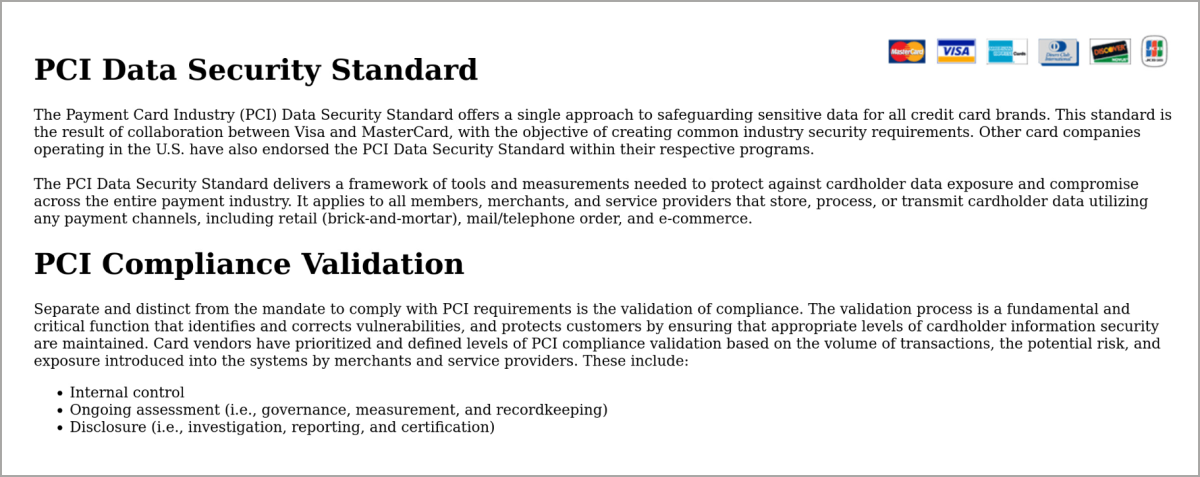 MasterCard VISA AMERICAN EXPRESS Cards Diners Club International DISCOVER JCB
PCI Data Security Standard
The Payment Card Industry (PCI) Data Security Standard offers a single approach to safeguarding sensitive data for all credit card brands. This standard is
the result of collaboration between Visa and MasterCard, with the objective of creating common industry security requirements. Other card companies
operating in the U.S. have also endorsed the PCI Data Security Standard within their respective programs.
The PCI Data Security Standard delivers a framework of tools and measurements needed to protect against cardholder data exposure and compromise
across the entire payment industry. It applies to all members, merchants, and service providers that store, process, or transmit cardholder data utilizing
any payment channels, including retail (brick-and-mortar), mail/telephone order, and e-commerce.
PCI Compliance Validation
Separate and distinct from the mandate to comply with PCI requirements is the validation of compliance. The validation process is a fundamental and
critical function that identifies and corrects vulnerabilities, and protects customers by ensuring that appropriate levels of cardholder information security
are maintained. Card vendors have prioritized and defined levels of PCI compliance validation based on the volume of transactions, the potential risk, and
exposure introduced into the systems by merchants and service providers. These include:
• Internal control
• Ongoing assessment (i.e., governance, measurement, and recordkeeping)
• Disclosure (i.e., investigation, reporting, and certification)